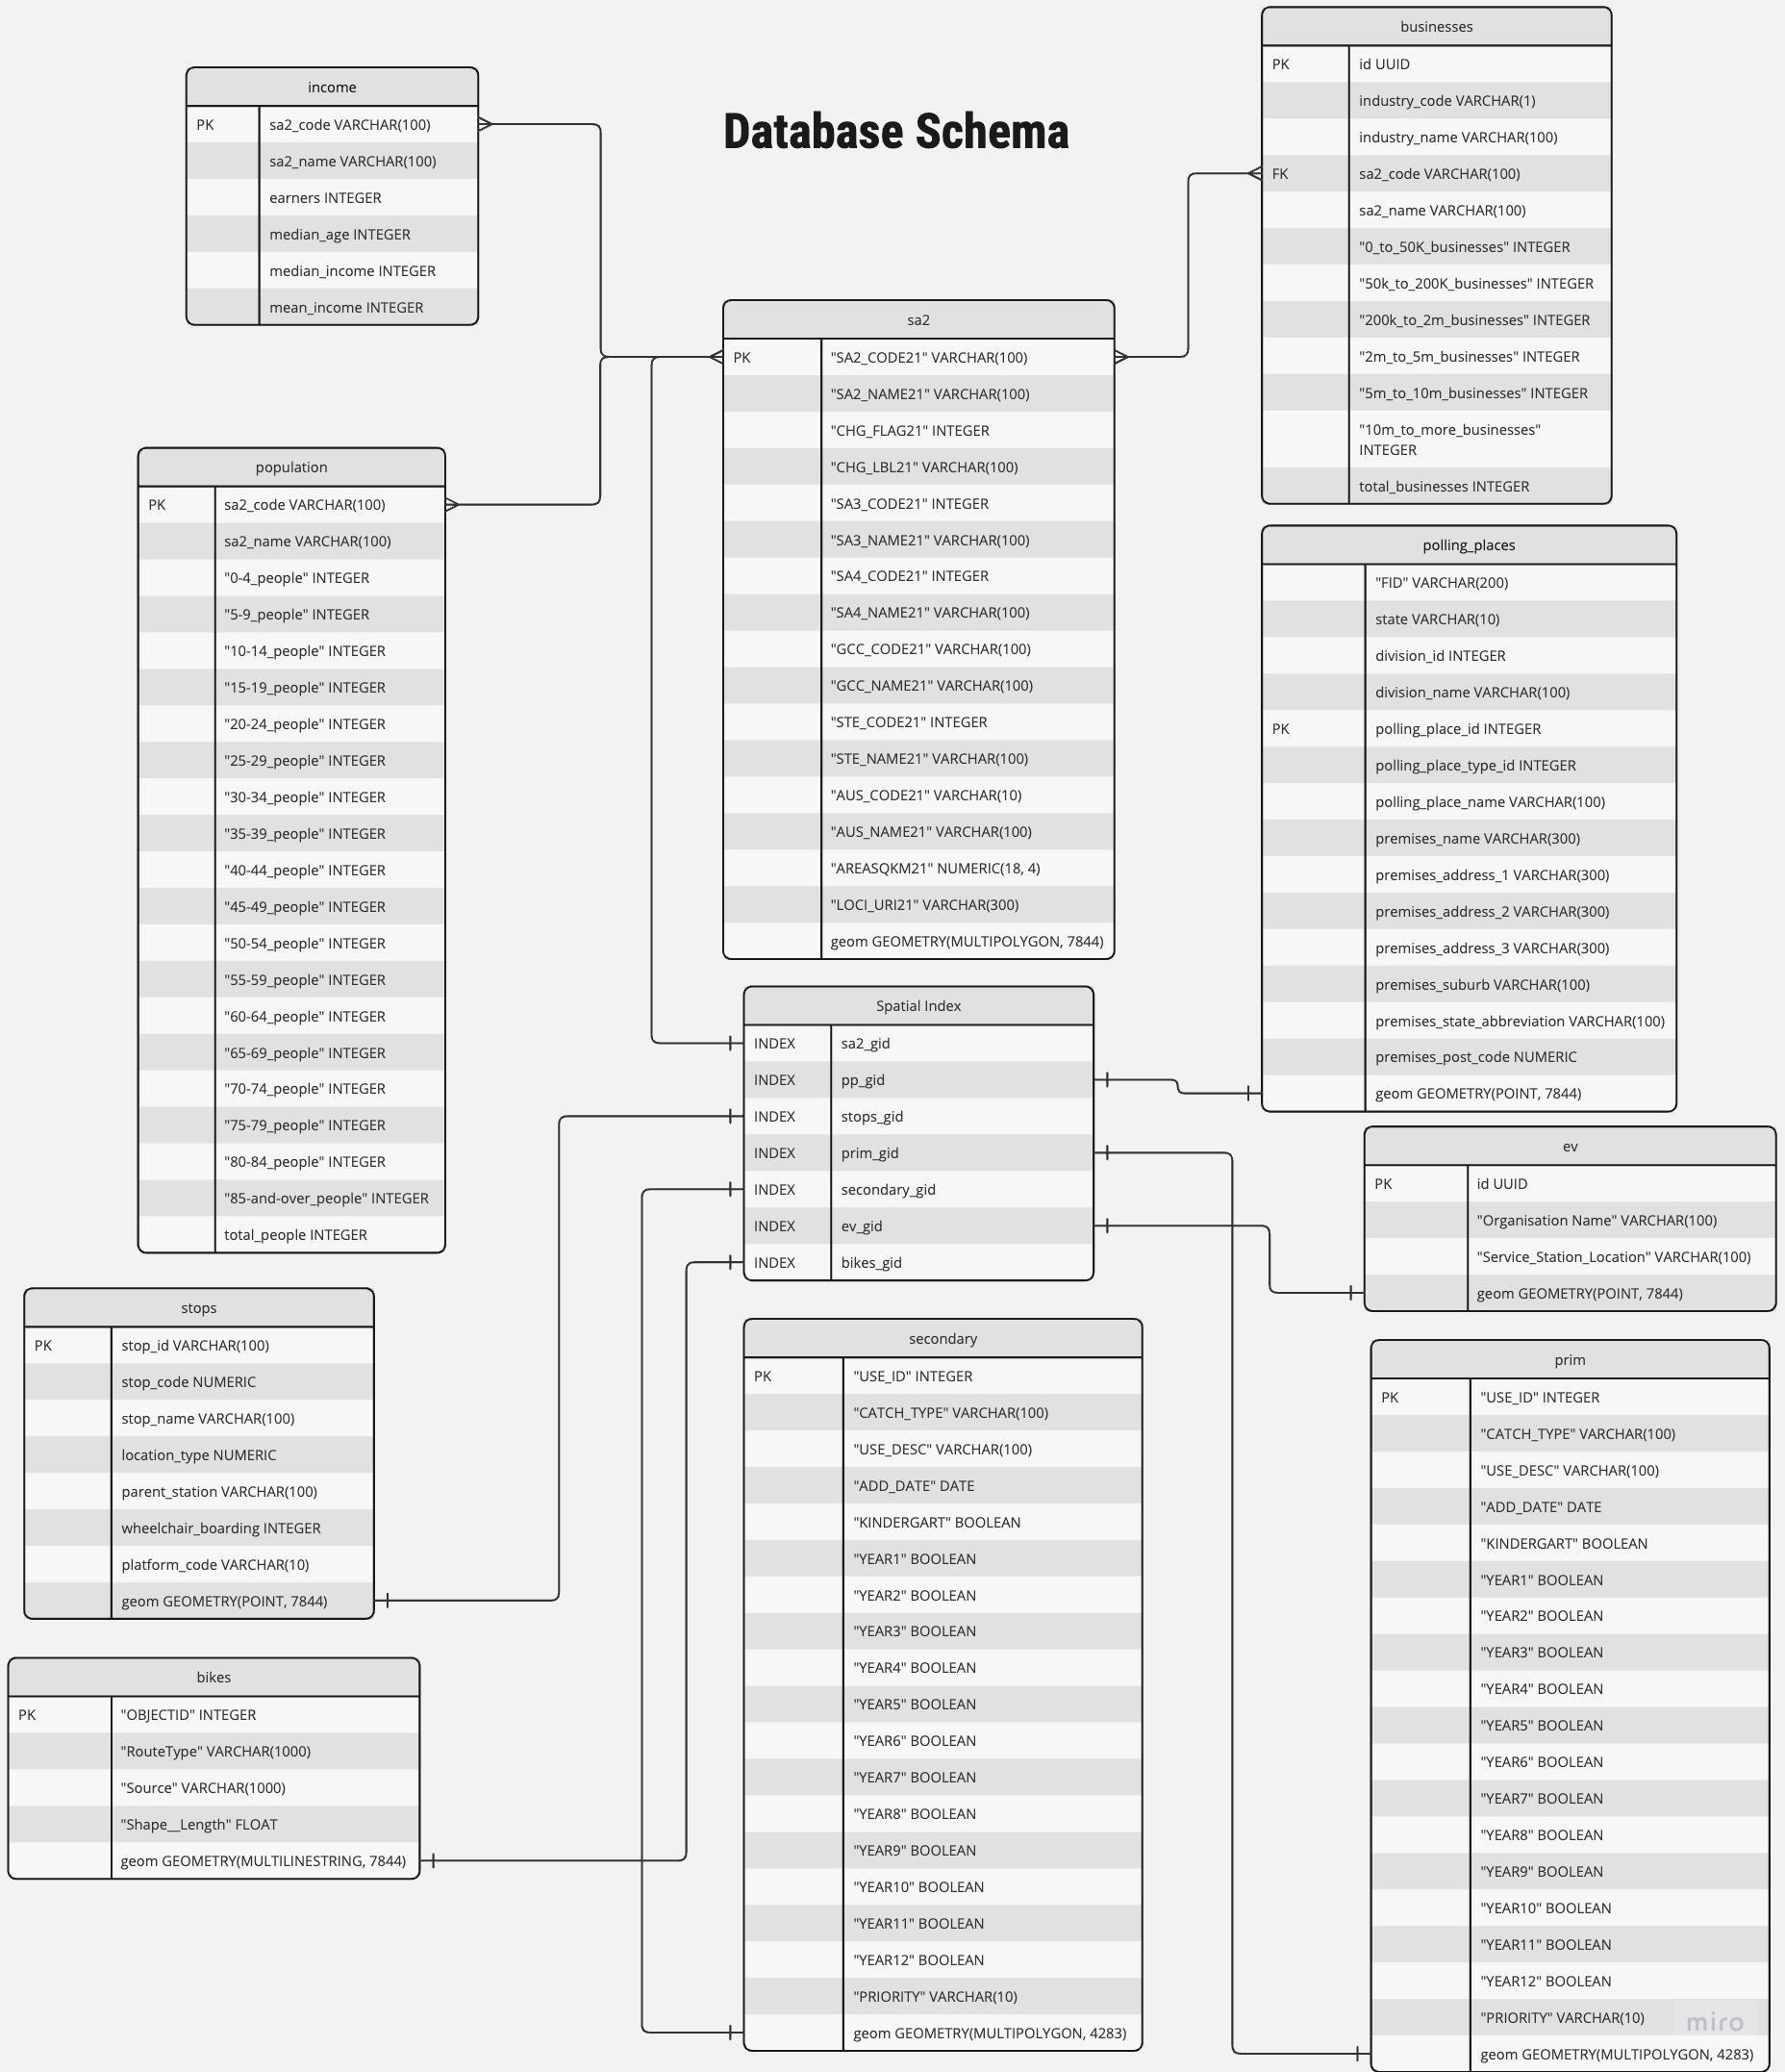 Database Schema
income
PK sa2_code VARCHAR(100)
sa2_name VARCHAR(100)
earners INTEGER
median_age INTEGER
median_income INTEGER
mean_income INTEGER
population
PK sa2_code VARCHAR(100)
sa2_name VARCHAR(100)
"0-4_people" INTEGER
"5-9_people" INTEGER
"10-14_people" INTEGER
"15-19_people" INTEGER
"20-24_people" INTEGER
"25-29_people" INTEGER
"30-34_people" INTEGER
"35-39_people" INTEGER
"40-44_people" INTEGER
"45-49_people" INTEGER
"50-54_people" INTEGER
"55-59_people" INTEGER
"60-64_people" INTEGER
"65-69_people" INTEGER
"70-74_people" INTEGER
"75-79_people" INTEGER
"80-84_people" INTEGER
"85-and-over_people" INTEGER
total_people INTEGER
stops
PK stop_id VARCHAR(100)
stop_code NUMERIC
stop_name VARCHAR(100)
location_type NUMERIC
parent_station VARCHAR(100)
wheelchair_boarding INTEGER
platform_code VARCHAR(10)
geom GEOMETRY(POINT, 7844)
bikes
PK "OBJECTID" INTEGER
"RouteType" VARCHAR(1000)
"Source" VARCHAR(1000)
"Shape__Length" FLOAT
geom GEOMETRY(MULTILINESTRING, 7844)
sa2
PK "SA2_CODE21" VARCHAR(100)
"SA2_NAME21" VARCHAR(100)
"CHG_FLAG21" INTEGER
"CHG_LBL21" VARCHAR(100)
"SA3_CODE21" INTEGER
"SA3_NAME21" VARCHAR(100)
"SA4_CODE21" INTEGER
"SA4_NAME21" VARCHAR(100)
"GCC_CODE21" VARCHAR(100)
"GCC_NAME21" VARCHAR(100)
"STE_CODE21" INTEGER
"STE_NAME21" VARCHAR(100)
"AUS_CODE21" VARCHAR(10)
"AUS_NAME21" VARCHAR(100)
"AREASQKM21" NUMERIC(18, 4)
"LOCI_URI21" VARCHAR(300)
geom GEOMETRY(MULTIPOLYGON, 7844)
Spatial Index
INDEX sa2_gid
INDEX pp_gid
INDEX stops_gid
INDEX prim_gid
INDEX secondary_gid
INDEX ev_gid
INDEX bikes_gid
secondary
PK "USE_ID" INTEGER
"CATCH_TYPE" VARCHAR(100)
"USE_DESC" VARCHAR(100)
"ADD_DATE" DATE
"KINDERGART" BOOLEAN
"YEAR1" BOOLEAN
"YEAR2" BOOLEAN
"YEAR3" BOOLEAN
"YEAR4" BOOLEAN
"YEAR5" BOOLEAN
"YEAR6" BOOLEAN
"YEAR7" BOOLEAN
"YEAR8" BOOLEAN
"YEAR9" BOOLEAN
"YEAR10" BOOLEAN
"YEAR11" BOOLEAN
"YEAR12" BOOLEAN
"PRIORITY" VARCHAR(10)
geom GEOMETRY(MULTIPOLYGON, 4283)
businesses
PK id UUID
industry_code VARCHAR(1)
industry_name VARCHAR(100)
FK sa2_code VARCHAR(100)
sa2_name VARCHAR(100)
"0_to_50K_businesses" INTEGER
"50k_to_200K_businesses" INTEGER
"200k_to_2m_businesses" INTEGER
"2m_to_5m_businesses" INTEGER
"5m_to_10m_businesses" INTEGER
"10m_to_more_businesses"
INTEGER
total_businesses INTEGER
polling_places
"FID" VARCHAR(200)
state VARCHAR(10)
division_id INTEGER
division_name VARCHAR(100)
PK polling_place_id INTEGER
polling_place_type_id INTEGER
polling_place_name VARCHAR(100)
premises_name VARCHAR(300)
premises_address_1 VARCHAR(300)
premises_address_2 VARCHAR(300)
premises_address_3 VARCHAR(300)
premises_suburb VARCHAR(100)
premises_state_abbreviation VARCHAR(100)
premises_post_code NUMERIC
geom GEOMETRY(POINT, 7844)
ev
PK id UUID
"Organisation Name" VARCHAR(100)
"Service_Station_Location" VARCHAR(100)
geom GEOMETRY(POINT, 7844)
prim
PK "USE_ID" INTEGER
"CATCH_TYPE" VARCHAR(100)
"USE_DESC" VARCHAR(100)
"ADD_DATE" DATE
"KINDERGART" BOOLEAN
"YEAR1" BOOLEAN
"YEAR2" BOOLEAN
"YEAR3" BOOLEAN
"YEAR4" BOOLEAN
"YEAR5" BOOLEAN
"YEAR6" BOOLEAN
"YEAR7" BOOLEAN
"YEAR8" BOOLEAN
"YEAR9" BOOLEAN
"YEAR10" BOOLEAN
"YEAR11" BOOLEAN
"YEAR12" BOOLEAN
"PRIORITY" VARCHAR(10)
geom GEOMETRY(MULTIPOLYGON, 4283)
miro